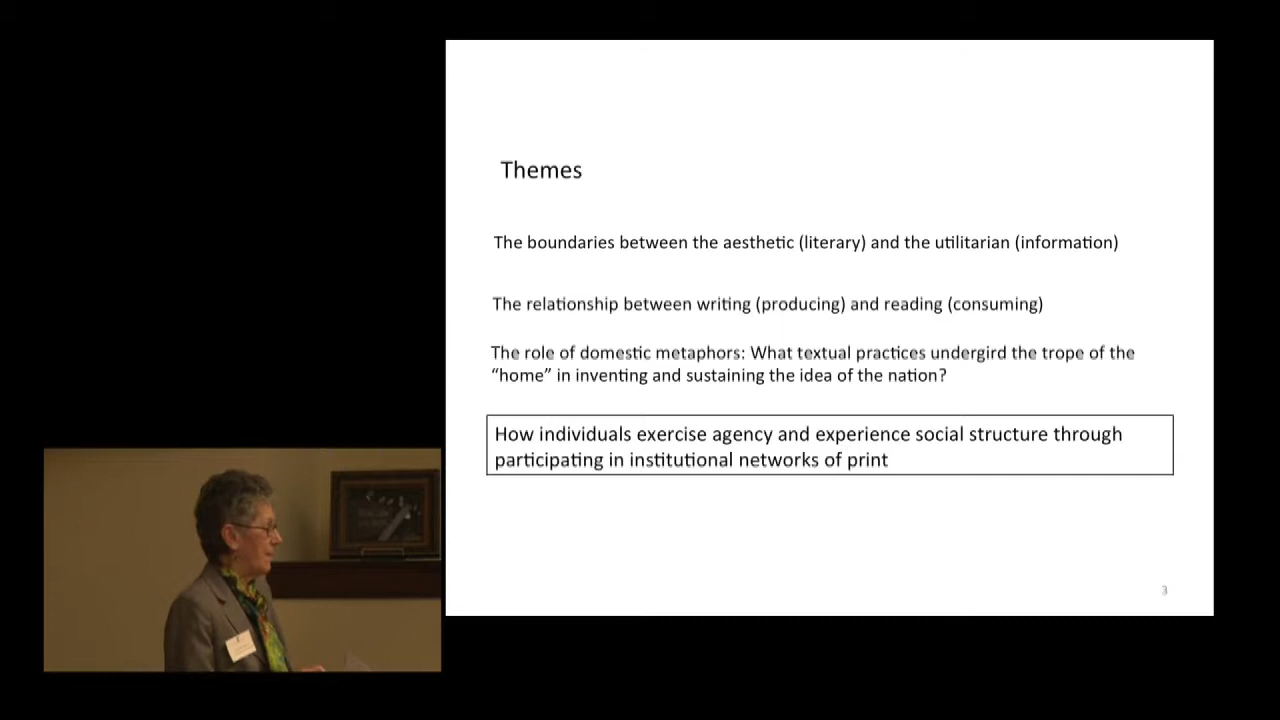 Themes
The boundaries between the aesthetic (literary) and the utilitarian (information)
The relationship between writing (producing) and reading (consuming)
The role of domestic metaphors: What textual practices undergird the trope of the
“home” in inventing and sustaining the idea of the nation?
How individuals exercise agency and experience social structure through
participating in institutional networks of print
3